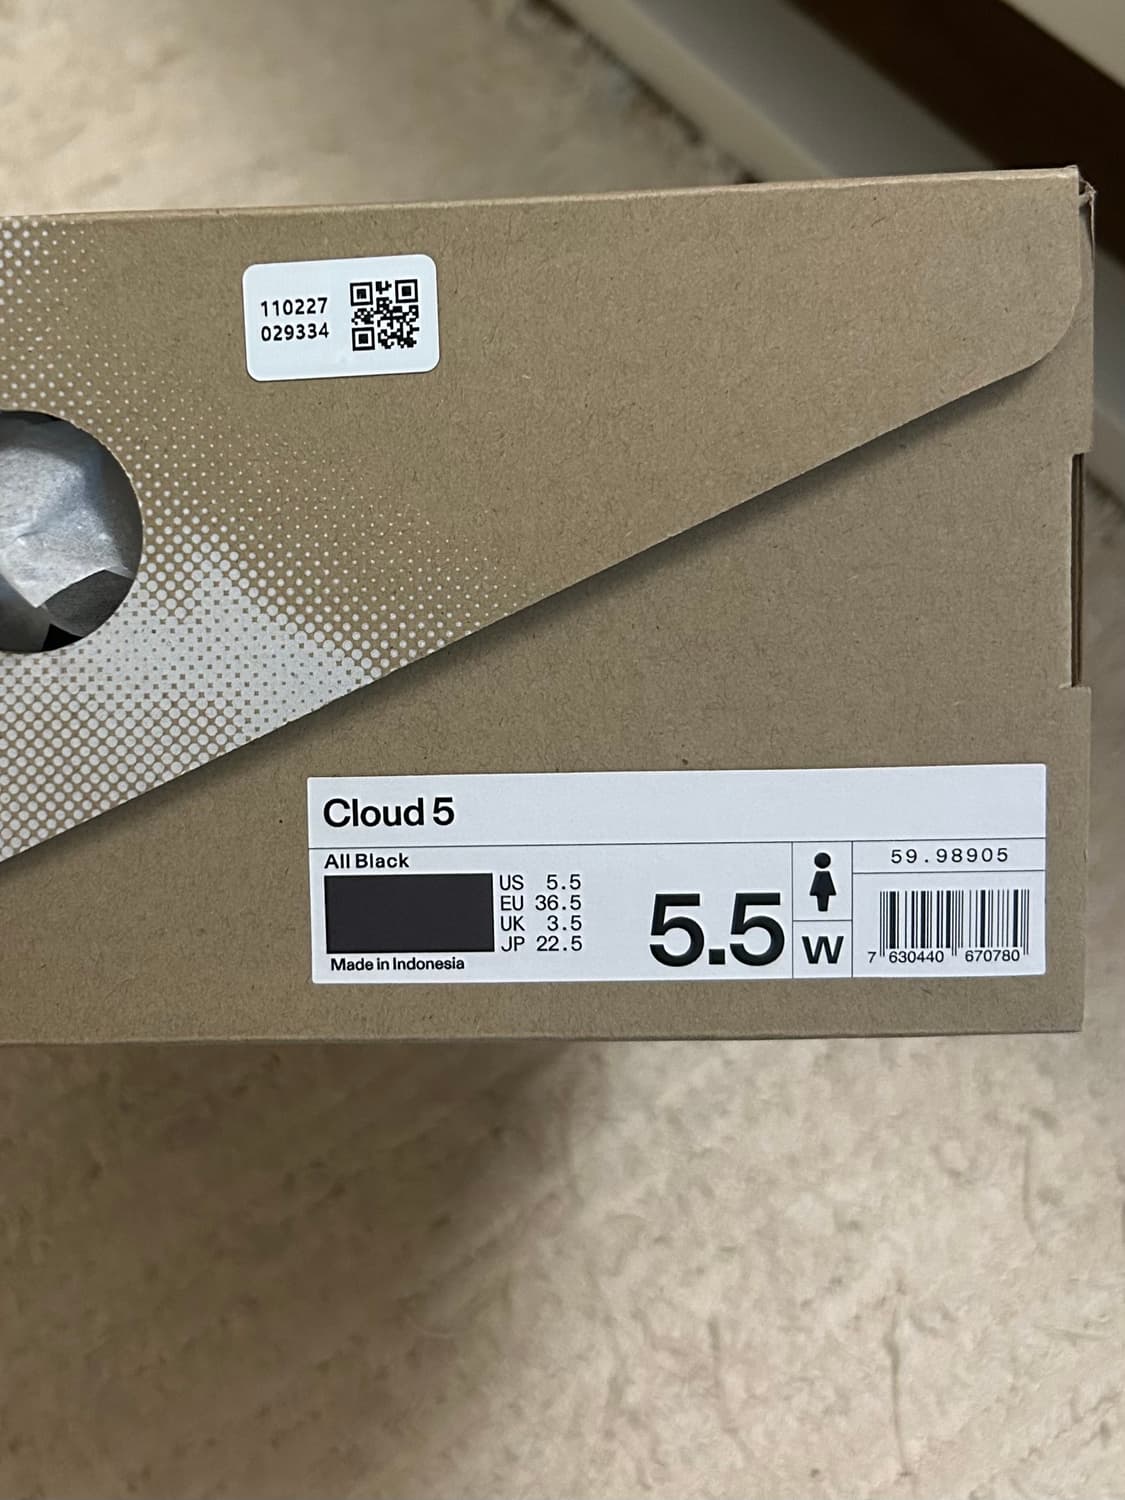 110227
029334
Cloud 5
All Black
US 5.5
EU 36.5
UK 3.5
JP 22.5
Made in Indonesia
5.5
W
59.98905
7 630440 670780